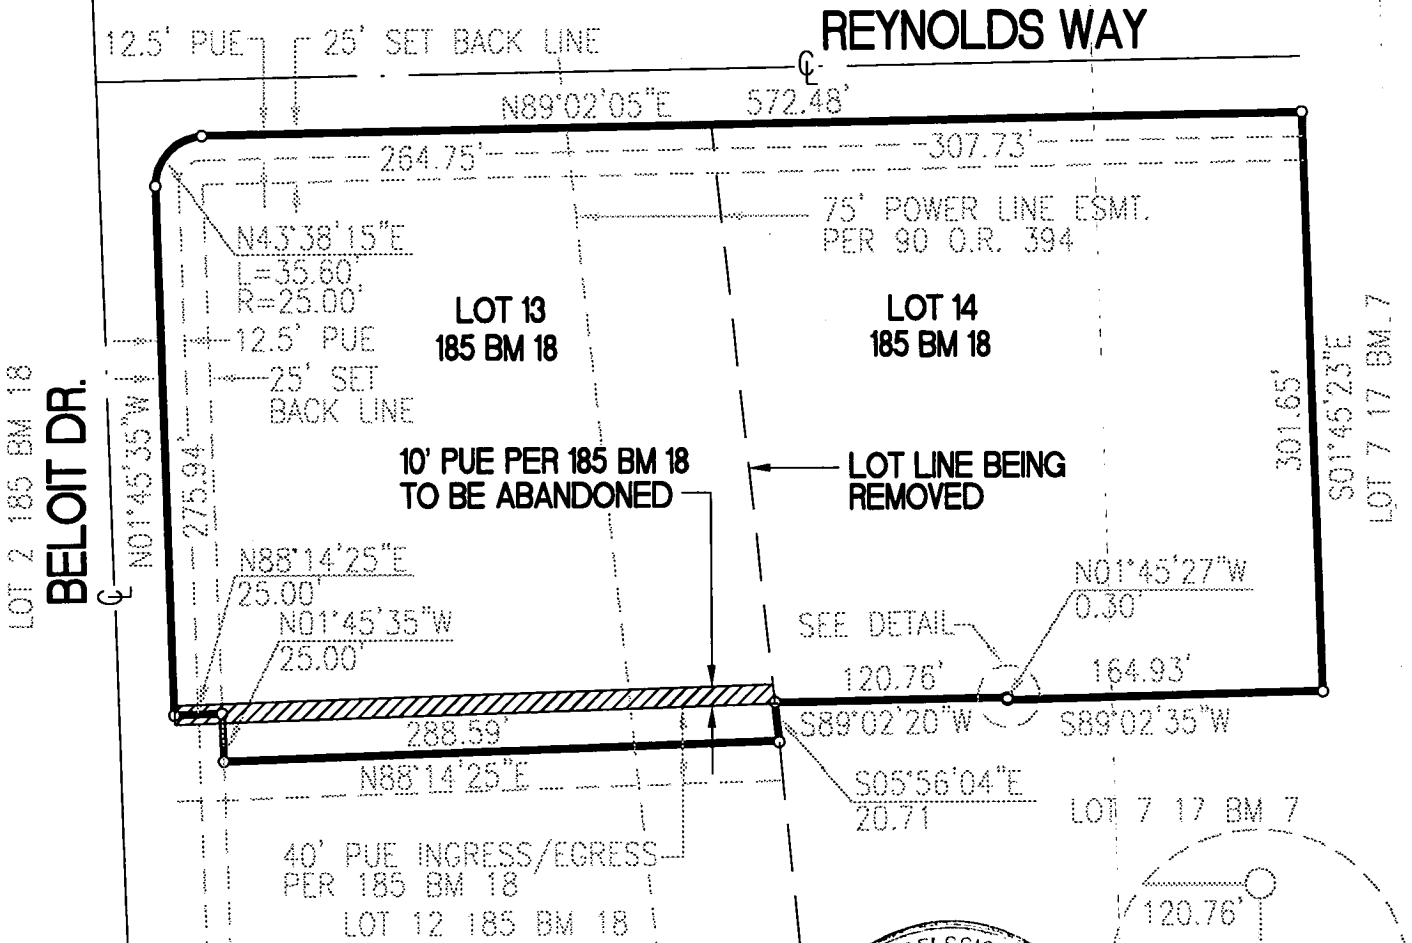 REYNOLDS WAY
12.5' PUE
25' SET BACK LINE
℄
N89°02'05"E 572.48'
264.75'
307.73'
75' POWER LINE ESMT.
PER 90 O.R. 394
N43°38'15"E
L=35.60'
R=25.00'
LOT 13
185 BM 18
LOT 14
185 BM 18
12.5' PUE
25' SET
BACK LINE
LOT 2 185 BM 18
BELOIT DR.
℄
N01°45'35"W
275.94'
301.65'
S01°45'23"E
LOT 7 17 BM 7
10' PUE PER 185 BM 18
TO BE ABANDONED
LOT LINE BEING
REMOVED
N88°14'25"E
25.00'
N01°45'35"W
25.00'
N01°45'27"W
0.30'
SEE DETAIL
120.76'
164.93'
S89°02'20"W
S89°02'35"W
288.59'
N88°14'25"E
S05°56'04"E
20.71
LOT 7 17 BM 7
40' PUE INGRESS/EGRESS
PER 185 BM 18
LOT 12 185 BM 18
120.76'